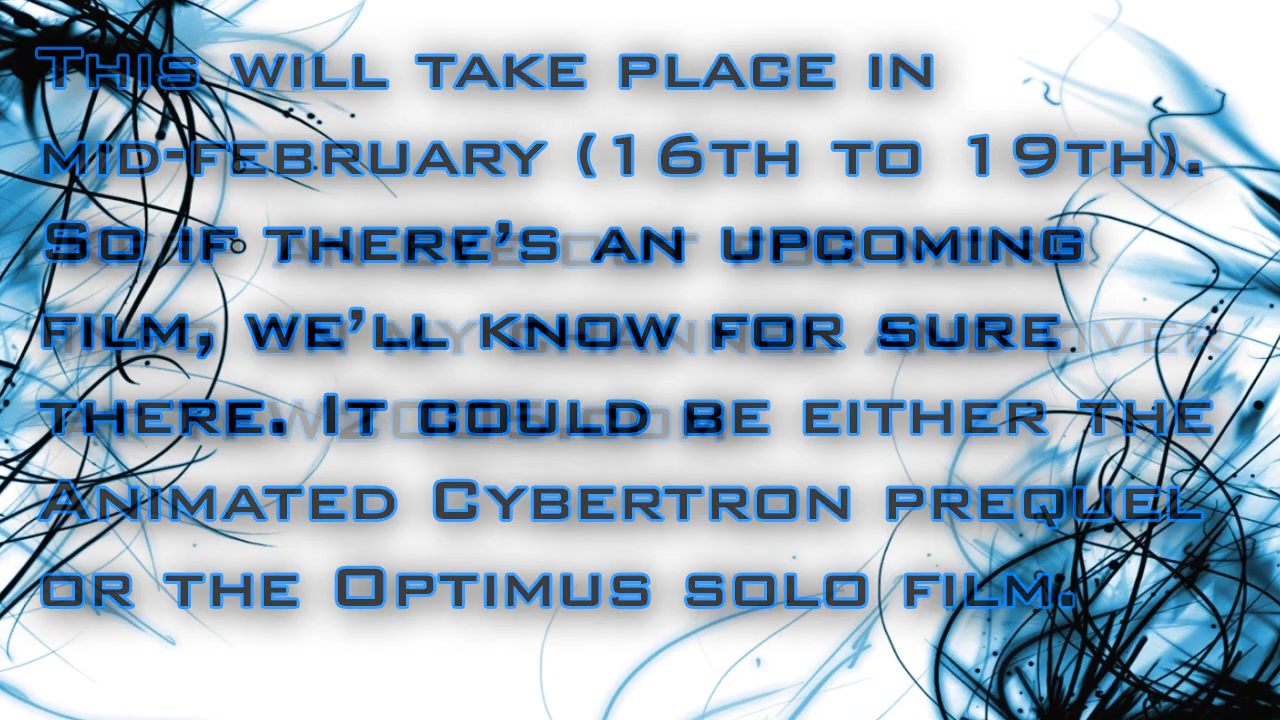 This will take place in
mid-February (16th to 19th).
So if there's an upcoming
film, we'll know for sure
there. It could be either the
Animated Cybertron prequel
or the Optimus solo film.